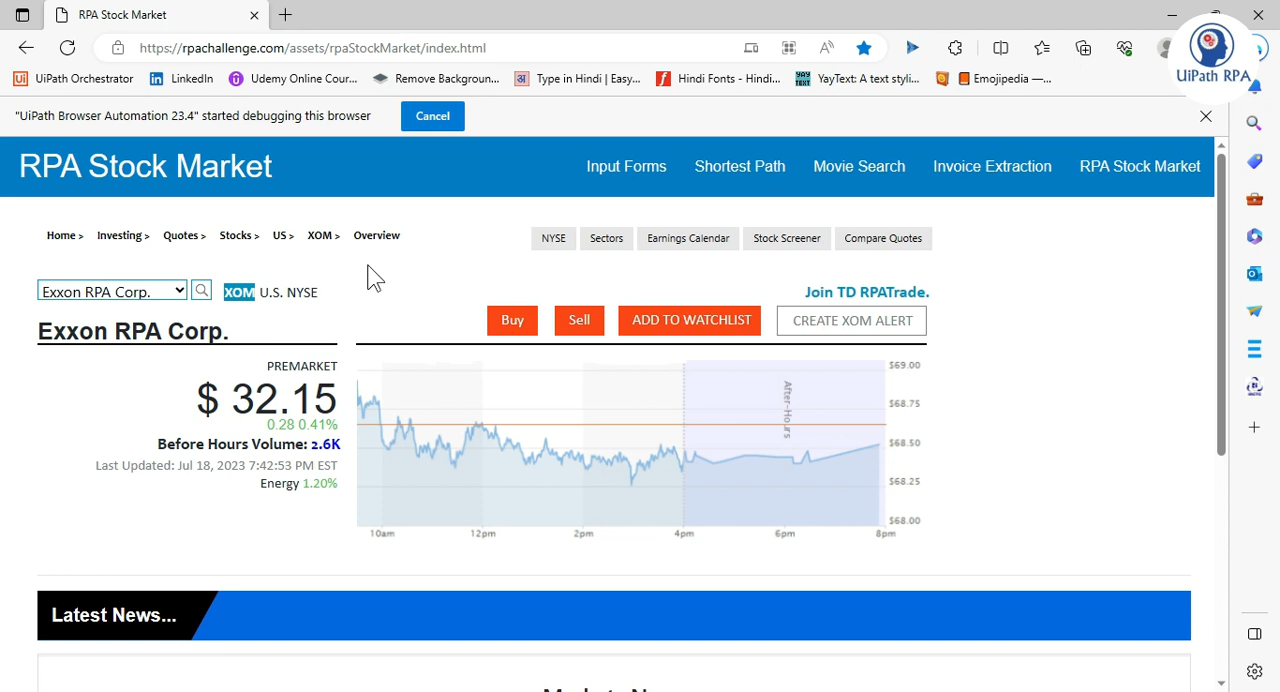 RPA Stock Market
https://rpachallenge.com/assets/rpaStockMarket/index.html
UiPath RPA
Ui UiPath Orchestrator
in LinkedIn
Udemy Online Cour...
Remove Backgroun...
अ Type in Hindi | Easy...
f Hindi Fonts - Hindi...
YAY TEXT YayText: A text styli...
Emojipedia —...
"UiPath Browser Automation 23.4" started debugging this browser
Cancel
RPA Stock Market
Input Forms
Shortest Path
Movie Search
Invoice Extraction
RPA Stock Market
Home > Investing > Quotes > Stocks > US > XOM > Overview
NYSE
Sectors
Earnings Calendar
Stock Screener
Compare Quotes
Exxon RPA Corp.
XOM U.S. NYSE
Join TD RPATrade.
Buy
Sell
ADD TO WATCHLIST
CREATE XOM ALERT
Exxon RPA Corp.
PREMARKET
$ 32.15
0.28 0.41%
Before Hours Volume: 2.6K
Last Updated: Jul 18, 2023 7:42:53 PM EST
Energy 1.20%
After-Hours
$69.00
$68.75
$68.50
$68.25
$68.00
10am 12pm 2pm 4pm 6pm 8pm
Latest News...